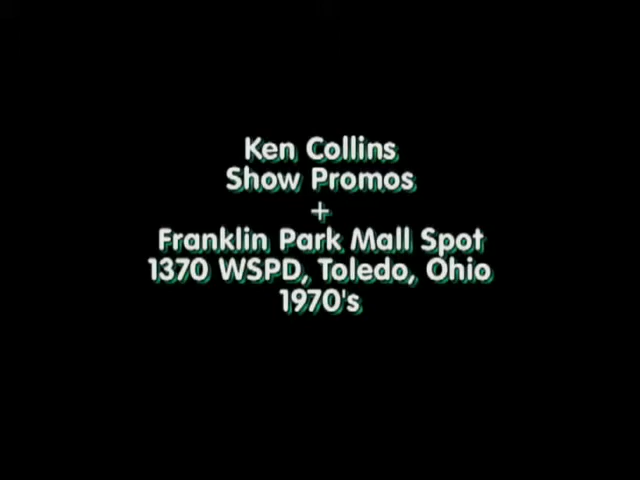 Ken Collins
Show Promos
+
Franklin Park Mall Spot
1370 WSPD, Toledo, Ohio
1970's